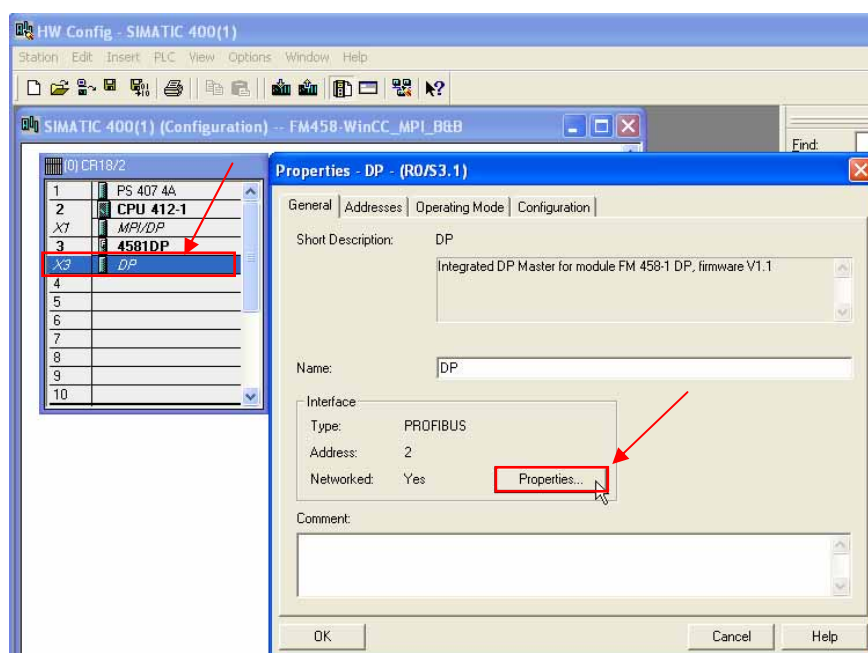 HW Config - SIMATIC 400(1)
Station Edit Insert PLC View Options Window Help
SIMATIC 400(1) (Configuration) -- FM458-WinCC_MPI_B&B
Find:
(0) CR18/2
1 PS 407 4A
2 CPU 412-1
X1 MPI/DP
3 4581DP
X3 DP
4
5
6
7
8
9
10
Properties - DP - (R0/S3.1)
General Addresses Operating Mode Configuration
Short Description: DP
Integrated DP Master for module FM 458-1 DP, firmware V1.1
Name: DP
Interface
Type: PROFIBUS
Address: 2
Networked: Yes Properties...
Comment:
OK Cancel Help